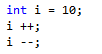 int i = 10;
i ++;
i --;